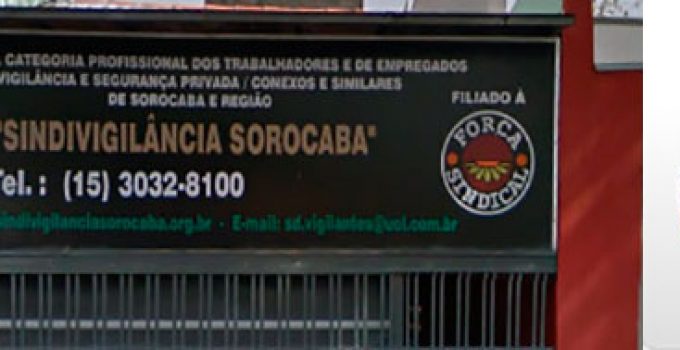 A CATEGORIA PROFISSIONAL DOS TRABALHADORES E DE EMPREGADOS
VIGILÂNCIA E SEGURANÇA PRIVADA / CONEXOS E SIMILARES
DE SOROCABA E REGIÃO
"SINDIVIGILÂNCIA SOROCABA"
Tel.: (15) 3032-8100
sindivigilanciasorocaba.org.br - E-mail: sd.vigilantes@uol.com.br
FILIADO À
FORÇA
SINDICAL